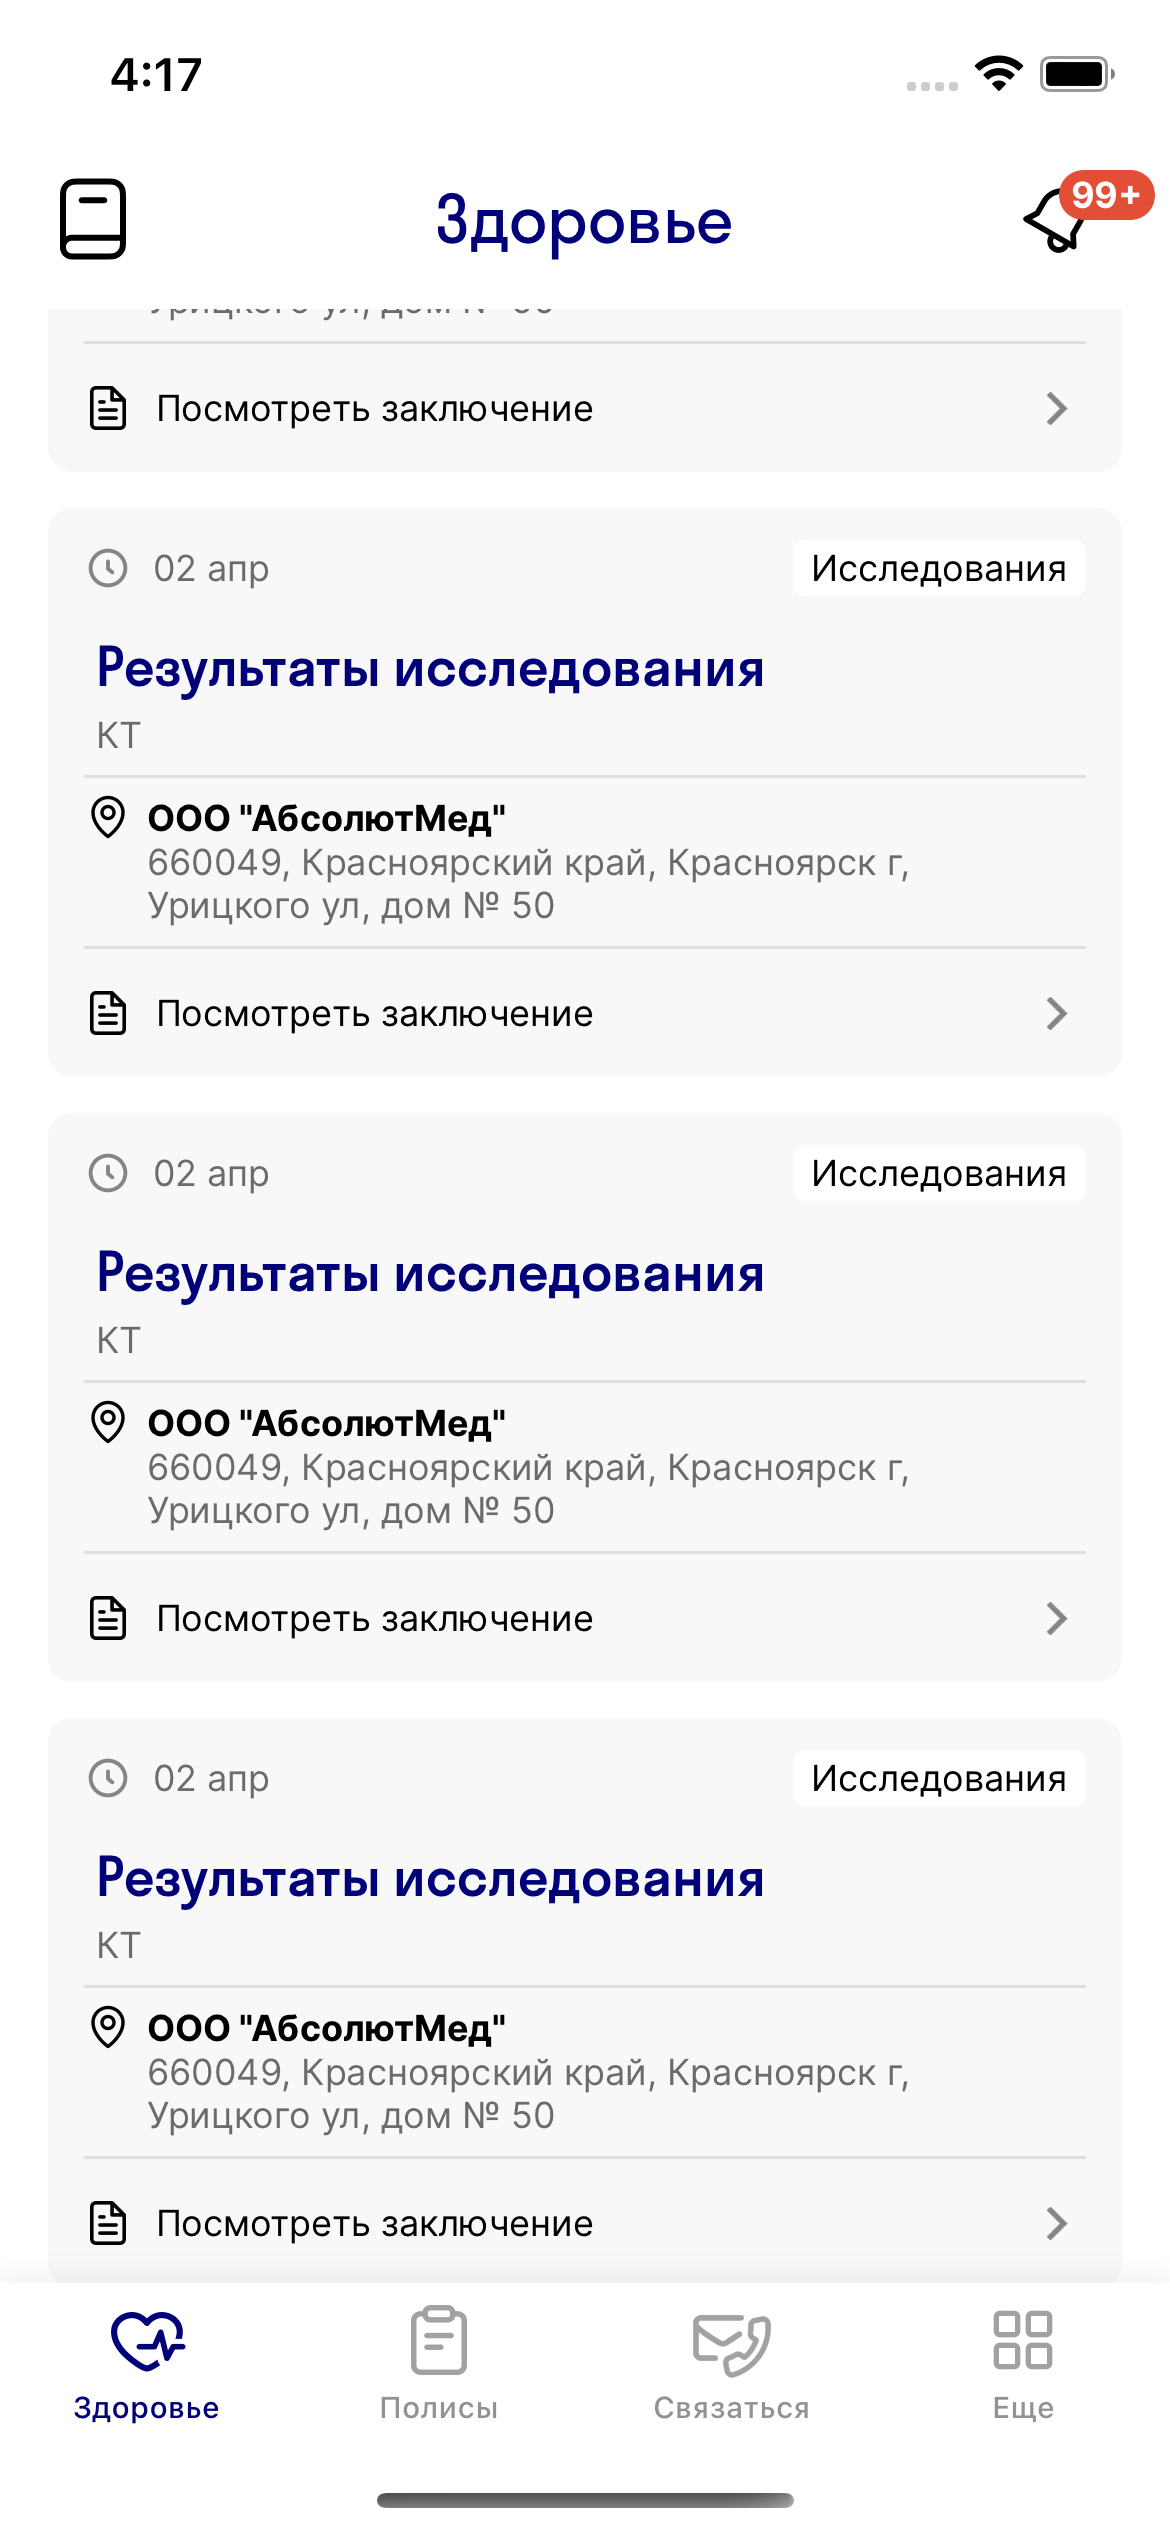 4:17
Здоровье
99+
Посмотреть заключение
02 апр
Исследования
Результаты исследования
КТ
ООО "АбсолютМед"
660049, Красноярский край, Красноярск г,
Урицкого ул, дом № 50
Посмотреть заключение
02 апр
Исследования
Результаты исследования
КТ
ООО "АбсолютМед"
660049, Красноярский край, Красноярск г,
Урицкого ул, дом № 50
Посмотреть заключение
02 апр
Исследования
Результаты исследования
КТ
ООО "АбсолютМед"
660049, Красноярский край, Красноярск г,
Урицкого ул, дом № 50
Посмотреть заключение
Здоровье
Полисы
Связаться
Еще